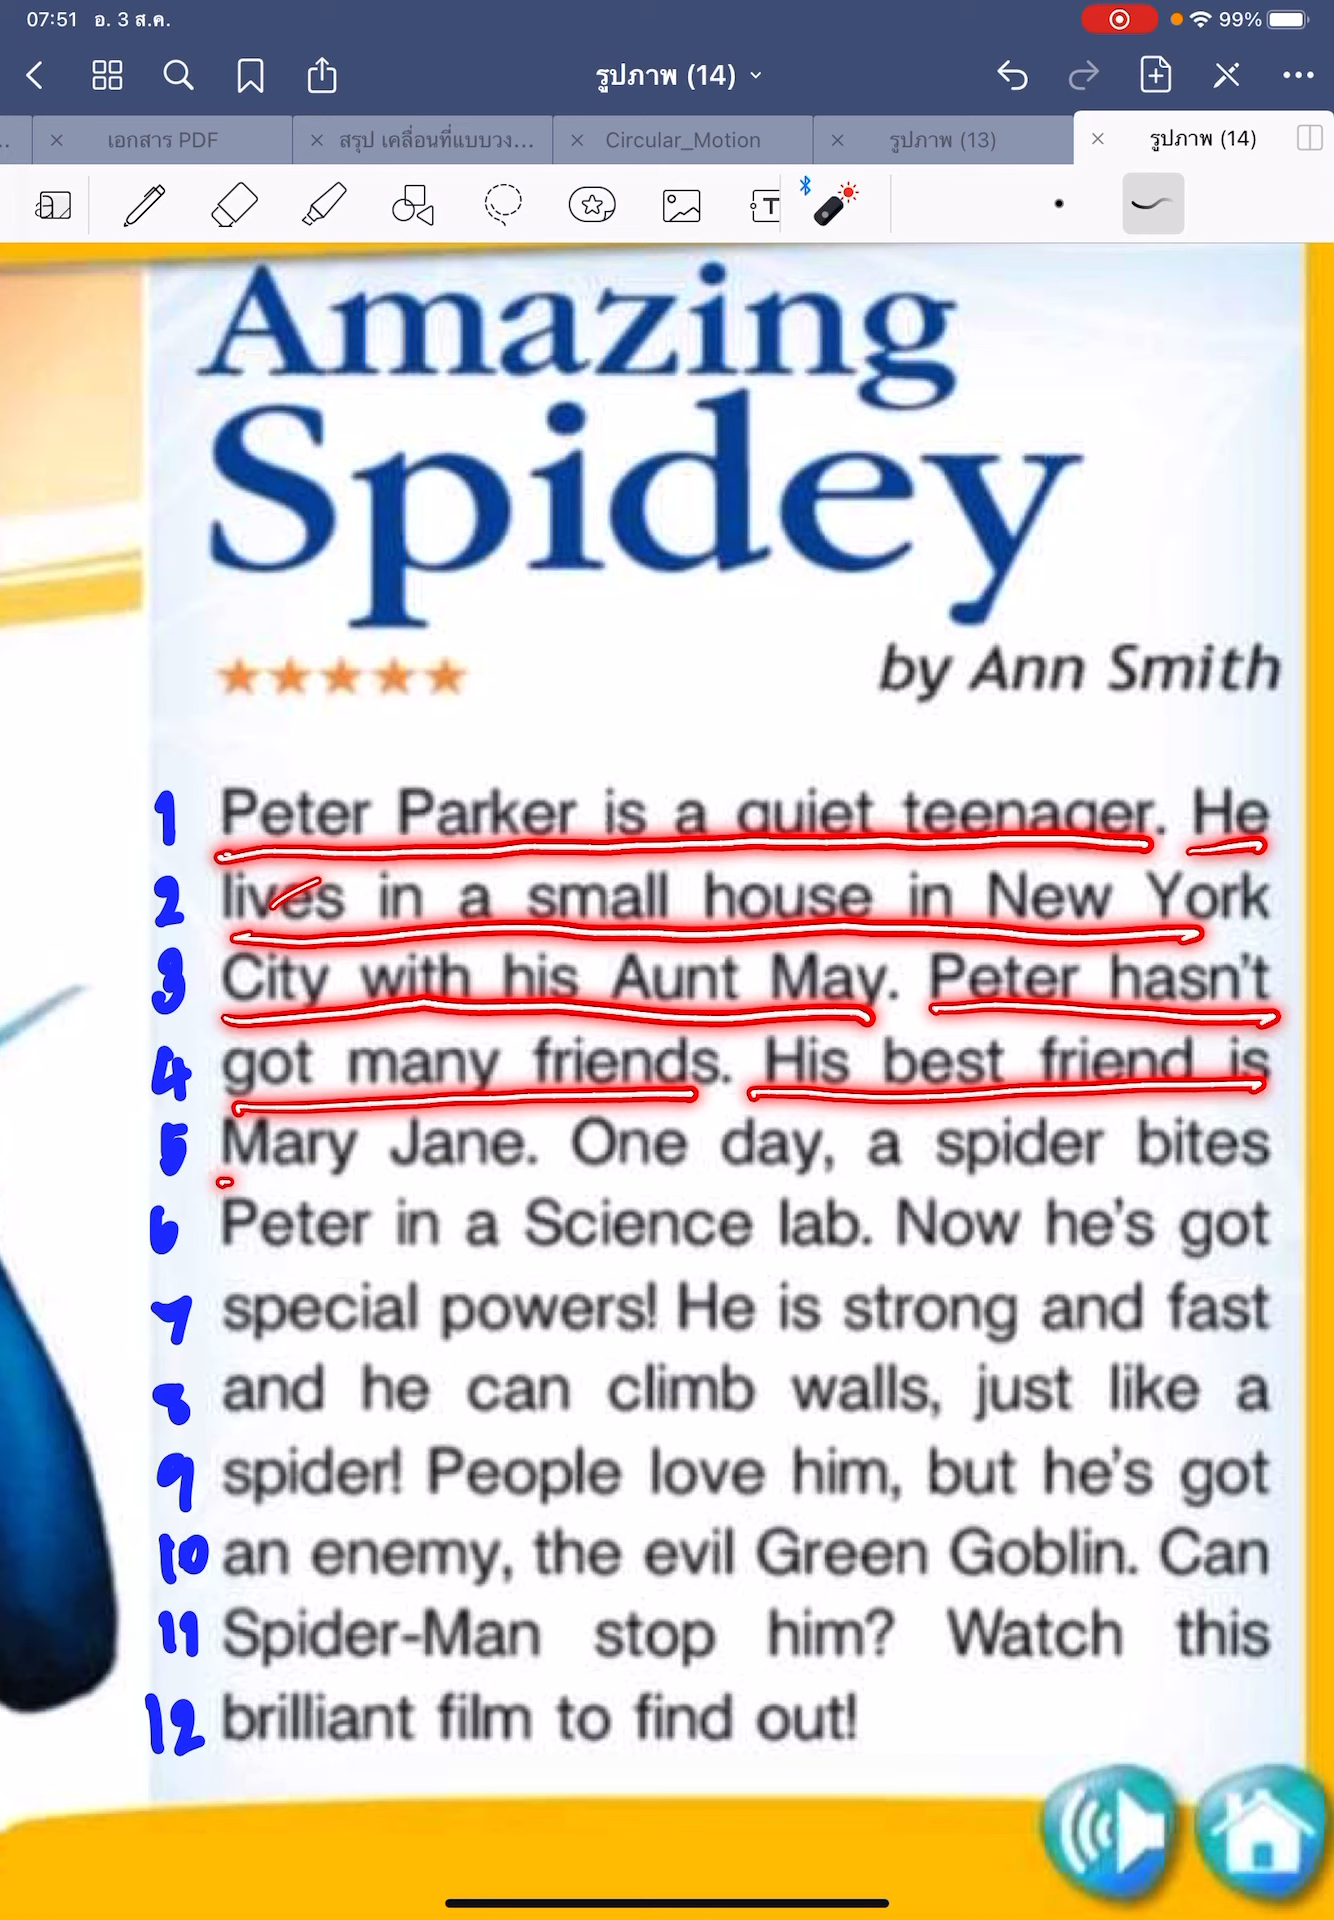 07:51 อ. 3 ส.ค.
99%
รูปภาพ (14)
เอกสาร PDF
สรุป เคลื่อนที่แบบวง...
Circular_Motion
รูปภาพ (13)
รูปภาพ (14)
T
Amazing
Spidey
by Ann Smith
1 Peter Parker is a quiet teenager. He
2 lives in a small house in New York
3 City with his Aunt May. Peter hasn't
4 got many friends. His best friend is
5 Mary Jane. One day, a spider bites
6 Peter in a Science lab. Now he's got
7 special powers! He is strong and fast
8 and he can climb walls, just like a
9 spider! People love him, but he's got
10 an enemy, the evil Green Goblin. Can
11 Spider-Man stop him? Watch this
12 brilliant film to find out!